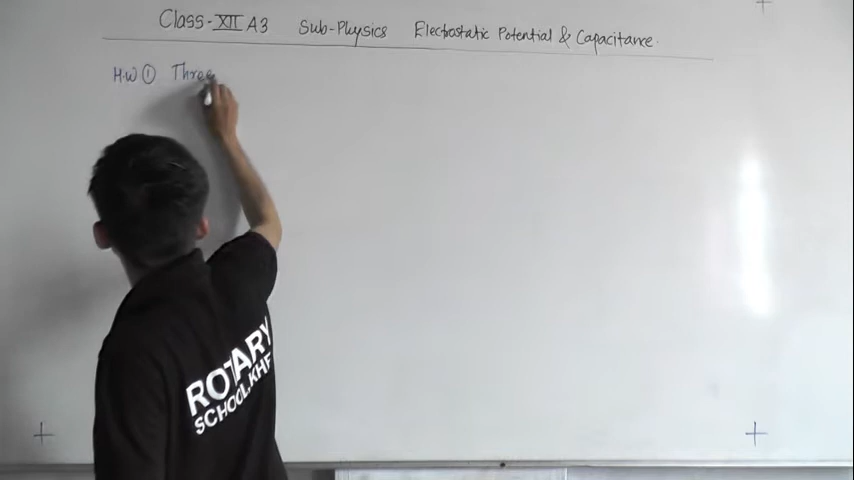 Class-XII A3 Sub-Physics Electrostatic Potential & Capacitance.
H.W ① Three
ROTARY
SCHOOL, KHF